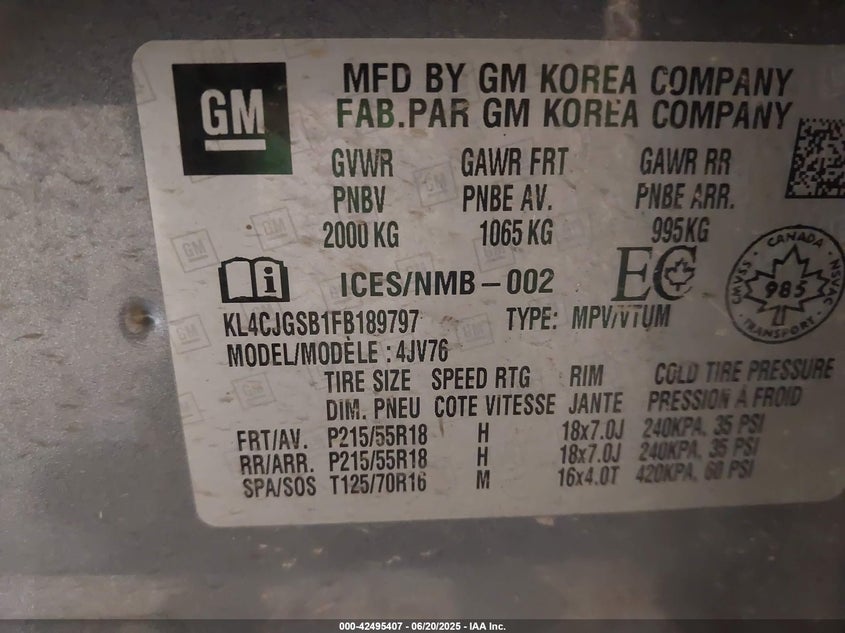 GM
MFD BY GM KOREA COMPANY
FAB.PAR GM KOREA COMPANY
GVWR GAWR FRT GAWR RR
PNBV PNBE AV. PNBE ARR.
2000 KG 1065 KG 995KG
ICES/NMB-002 EC
CANADA
CMVSS 985 NSVAC
TRANSPORT
KL4CJGSB1FB189797 TYPE: MPV/VTUM
MODEL/MODÈLE :4JV76
TIRE SIZE SPEED RTG RIM COLD TIRE PRESSURE
DIM. PNEU COTE VITESSE JANTE PRESSION A FROID
FRT/AV. P215/55R18 H 18x7.0J 240KPA, 35 PSI
RR/ARR. P215/55R18 H 18x7.0J 240KPA, 35 PSI
SPA/SOS T125/70R16 M 16x4.0T 420KPA, 60 PSI
000-42495407 - 06/20/2025 - IAA Inc.